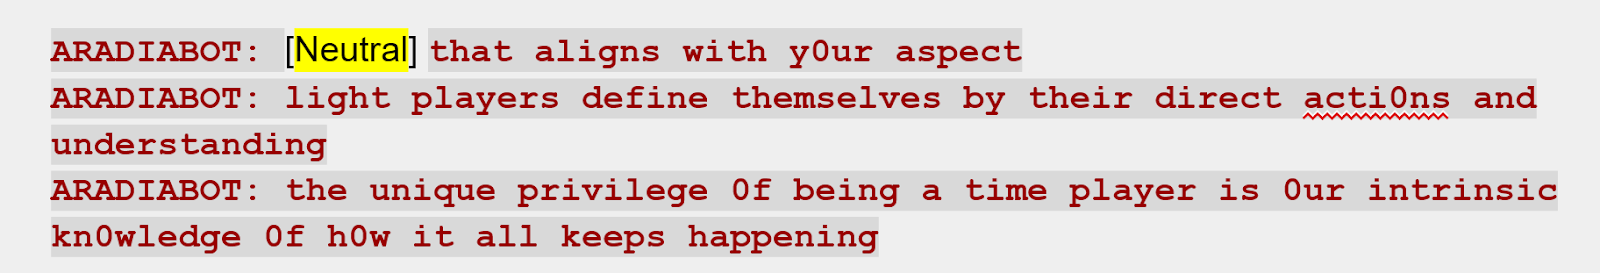 ARADIABOT: [Neutral] that aligns with y0ur aspect
ARADIABOT: light players define themselves by their direct acti0ns and
understanding
ARADIABOT: the unique privilege 0f being a time player is 0ur intrinsic
kn0wledge 0f h0w it all keeps happening